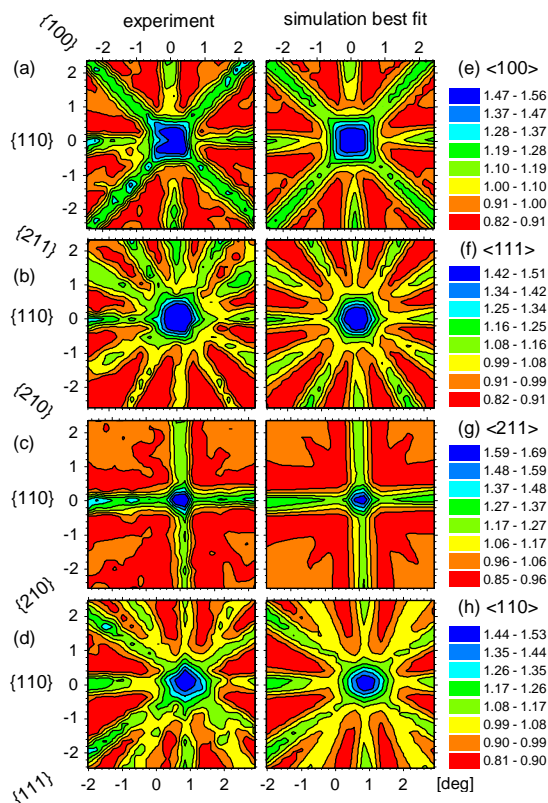 experiment simulation best fit
{100}
-2 -1 0 1 2 -2 -1 0 1 2
(a) (e) <100>
2
1
{110} 0
-1
-2
1.47 - 1.56
1.37 - 1.47
1.28 - 1.37
1.19 - 1.28
1.10 - 1.19
1.00 - 1.10
0.91 - 1.00
0.82 - 0.91
{211}
(b) (f) <111>
2
1
{110} 0
-1
-2
1.42 - 1.51
1.34 - 1.42
1.25 - 1.34
1.16 - 1.25
1.08 - 1.16
0.99 - 1.08
0.91 - 0.99
0.82 - 0.91
{210}
(c) (g) <211>
2
1
{110} 0
-1
-2
1.59 - 1.69
1.48 - 1.59
1.37 - 1.48
1.27 - 1.37
1.17 - 1.27
1.06 - 1.17
0.96 - 1.06
0.85 - 0.96
{210}
(d) (h) <110>
2
1
{110} 0
-1
-2
1.44 - 1.53
1.35 - 1.44
1.26 - 1.35
1.17 - 1.26
1.08 - 1.17
0.99 - 1.08
0.90 - 0.99
0.81 - 0.90
{111}
-2 -1 0 1 2 -2 -1 0 1 2 [deg]